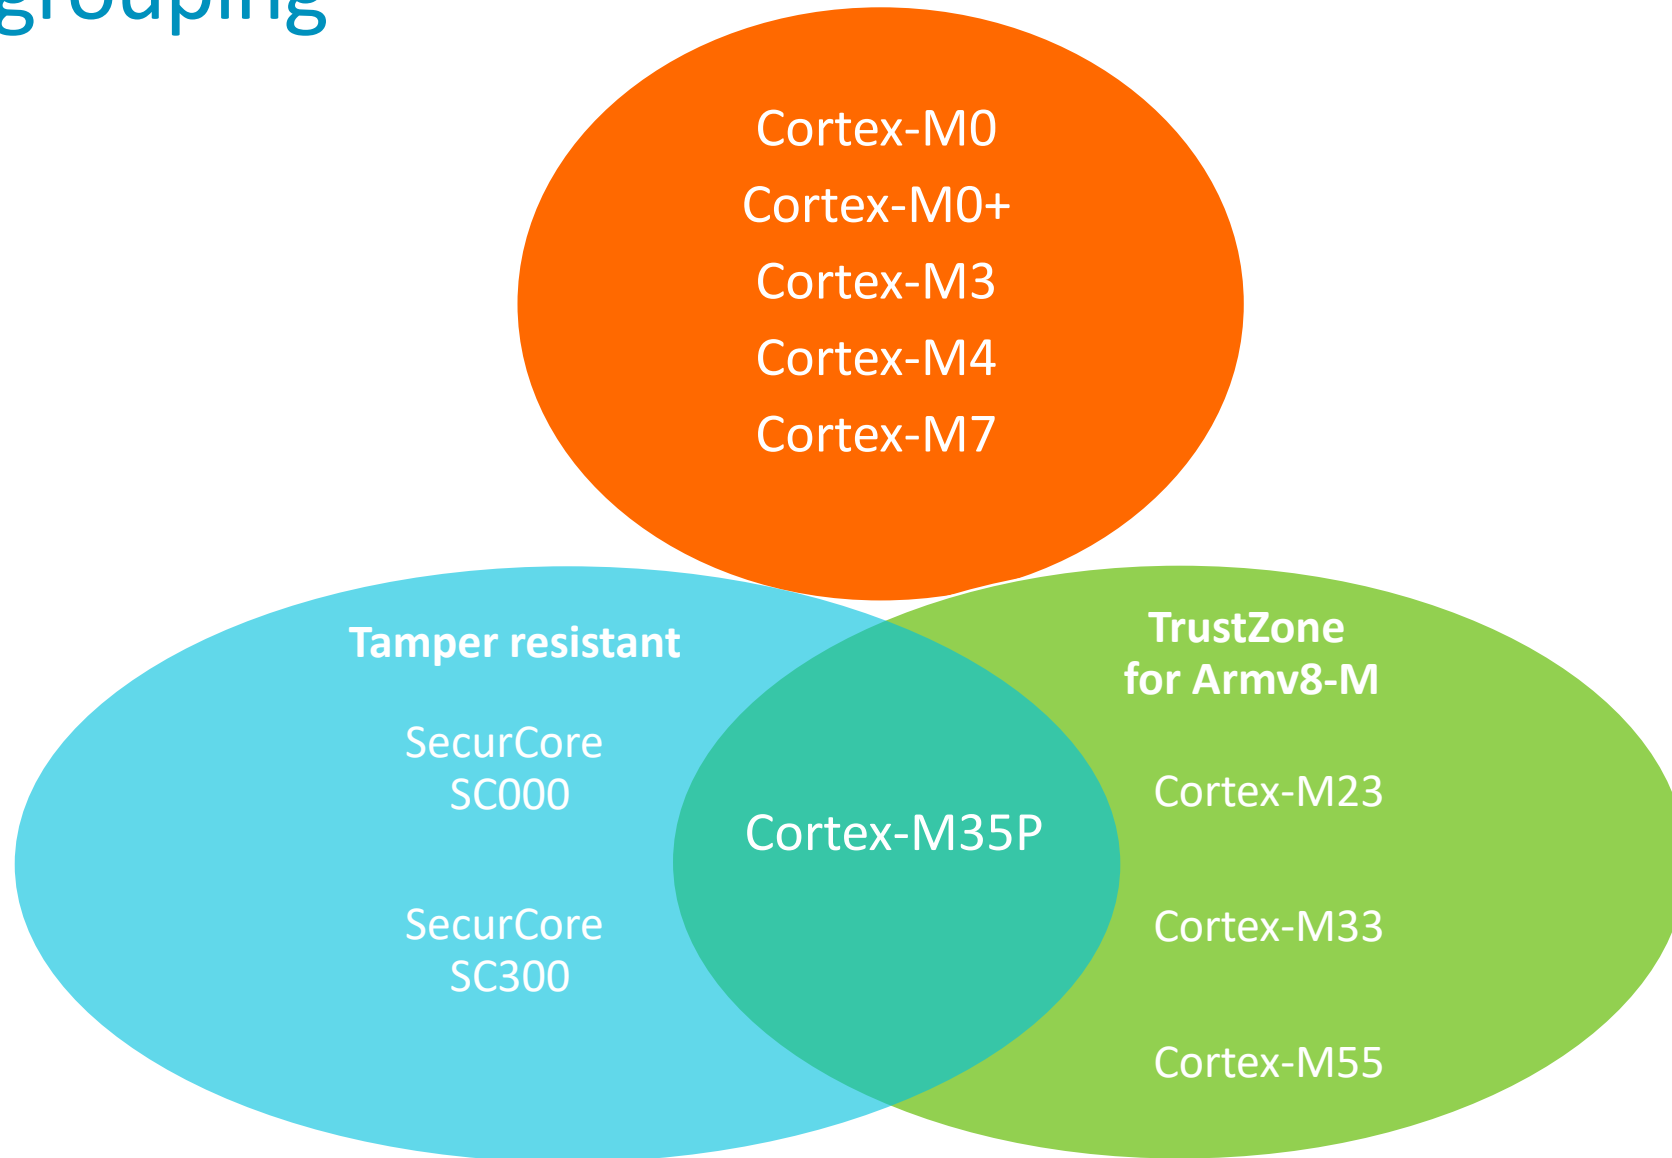 grouping
Cortex-M0
Cortex-M0+
Cortex-M3
Cortex-M4
Cortex-M7
Tamper resistant
SecurCore
SC000
SecurCore
SC300
Cortex-M35P
TrustZone
for Armv8-M
Cortex-M23
Cortex-M33
Cortex-M55